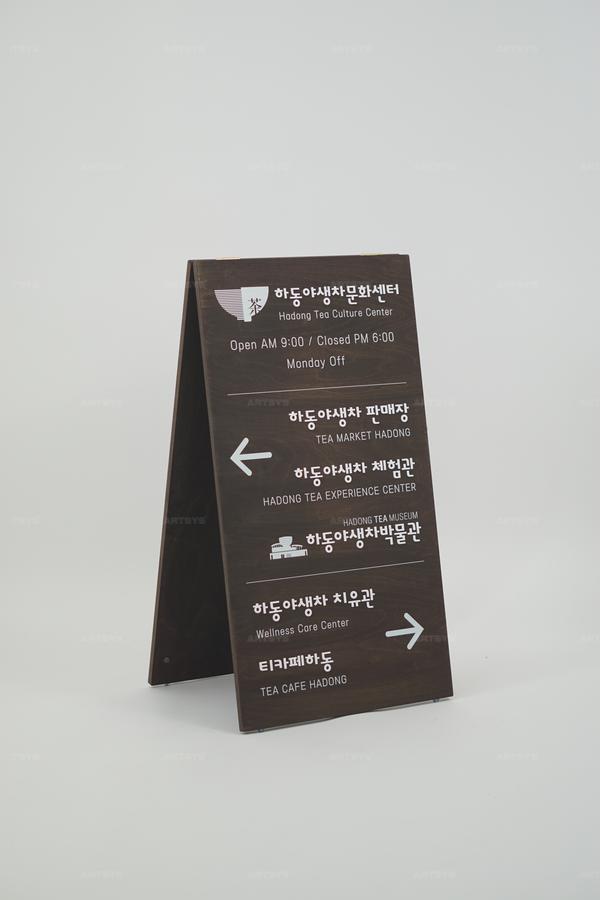 茶
하동야생차문화센터
Hadong Tea Culture Center
Open AM 9:00 / Closed PM 6:00
Monday Off
하동야생차 판매장
TEA MARKET HADONG
하동야생차 체험관
HADONG TEA EXPERIENCE CENTER
HADONG TEA MUSEUM
하동야생차박물관
하동야생차 치유관
Wellness Care Center
티카페하동
TEA CAFE HADONG